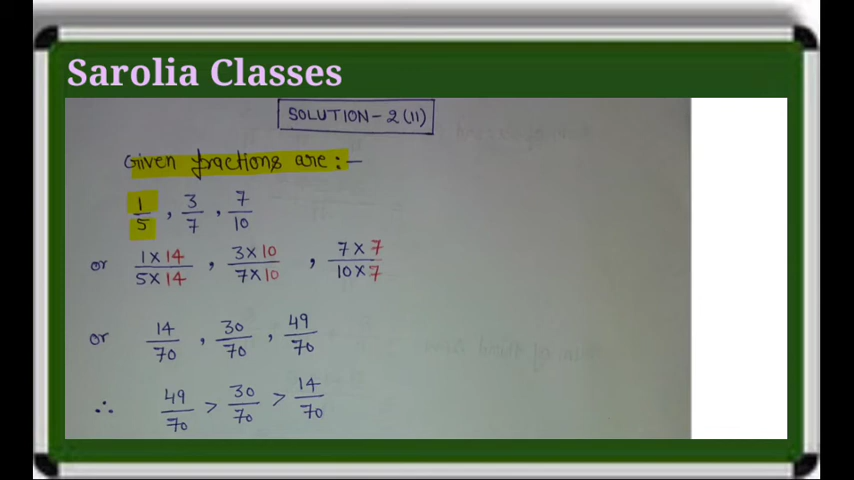 Sarolia Classes
SOLUTION-2(II)
Given fractions are:-
1/5, 3/7, 7/10
or 1×14/5×14, 3×10/7×10, 7×7/10×7
or 14/70, 30/70, 49/70
∴ 49/70 > 30/70 > 14/70